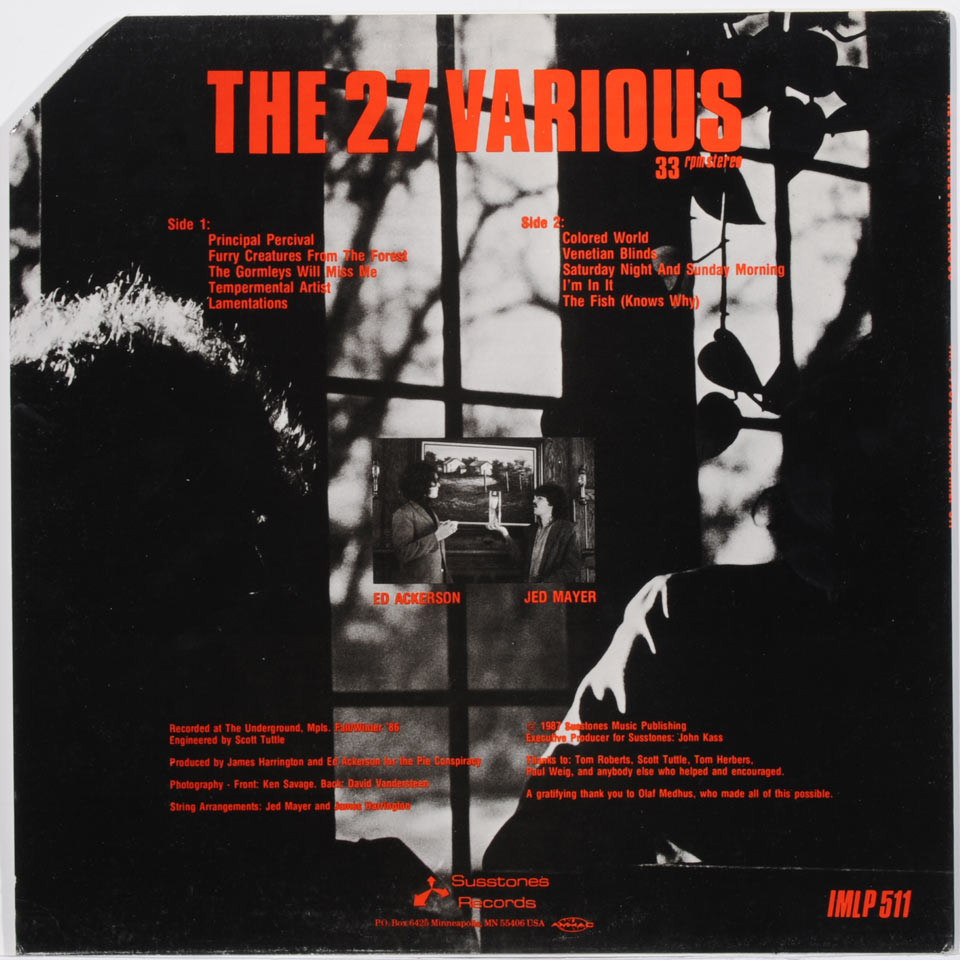 THE 27 VARIOUS
33 rpm stereo
Side 1:
Principal Percival
Furry Creatures From The Forest
The Gormleys Will Miss Me
Tempermental Artist
Lamentations
Side 2:
Colored World
Venetian Blinds
Saturday Night And Sunday Morning
I'm In It
The Fish (Knows Why)
ED ACKERSON
JED MAYER
Recorded at The Underground, Mpls. Fall/Winter '86
Engineered by Scott Tuttle
Produced by James Harrington and Ed Ackerson for the Pie Conspiracy
Photography - Front: Ken Savage. Back: David Vandersteen
String Arrangements: Jed Mayer and James Harrington
© 1987 Susstones Music Publishing
Executive Producer for Susstones: John Kass
Thanks to: Tom Roberts, Scott Tuttle, Tom Herbers,
Paul Weig, and anybody else who helped and encouraged.
A gratifying thank you to Olaf Medhus, who made all of this possible.
Susstones
Records
P.O. Box 6425 Minneapolis, MN 55406 USA
IMLP 511